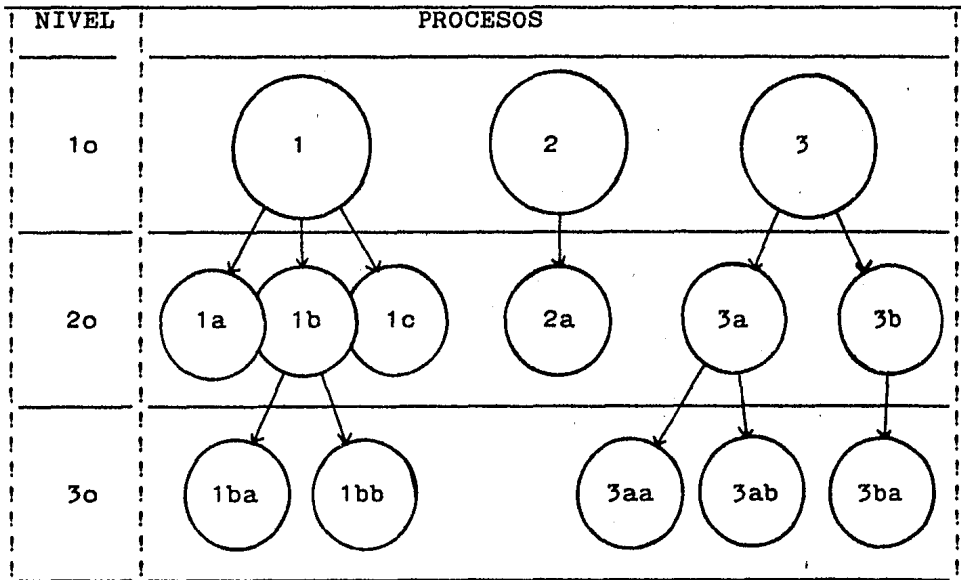 NIVEL PROCESOS
1o 1 2 3
2o 1a 1b 1c 2a 3a 3b
3o 1ba 1bb 3aa 3ab 3ba